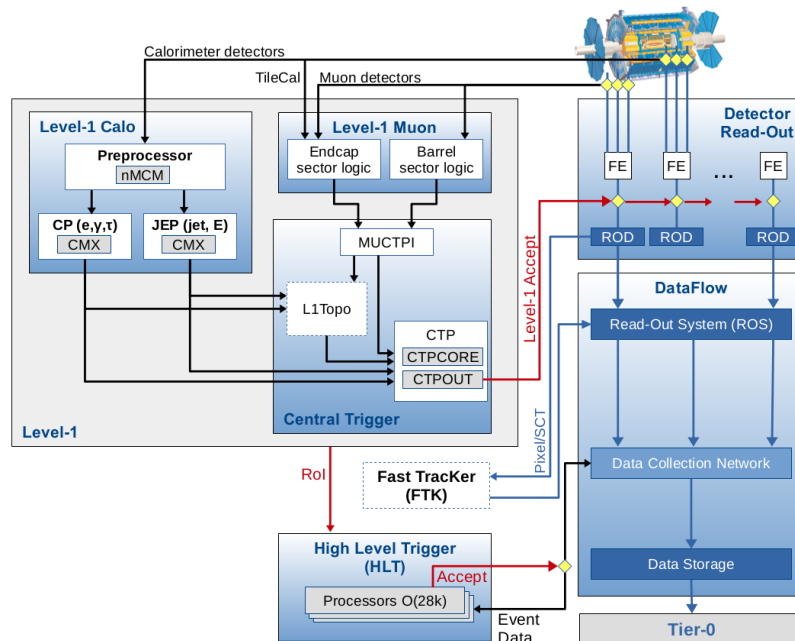 Calorimeter detectors
TileCal
Muon detectors
Level-1 Calo
Preprocessor
nMCM
CP (e,γ,τ)
CMX
JEP (jet, E)
CMX
Level-1 Muon
Endcap
sector logic
Barrel
sector logic
MUCTPI
L1Topo
CTP
CTPCORE
CTPOUT
Central Trigger
Level-1
Level-1 Accept
Detector
Read-Out
FE
FE
...
FE
ROD
ROD
ROD
DataFlow
Read-Out System (ROS)
Pixel/SCT
Data Collection Network
Data Storage
Tier-0
RoI
Fast TracKer
(FTK)
High Level Trigger
(HLT)
Accept
Processors O(28k)
Event
Data